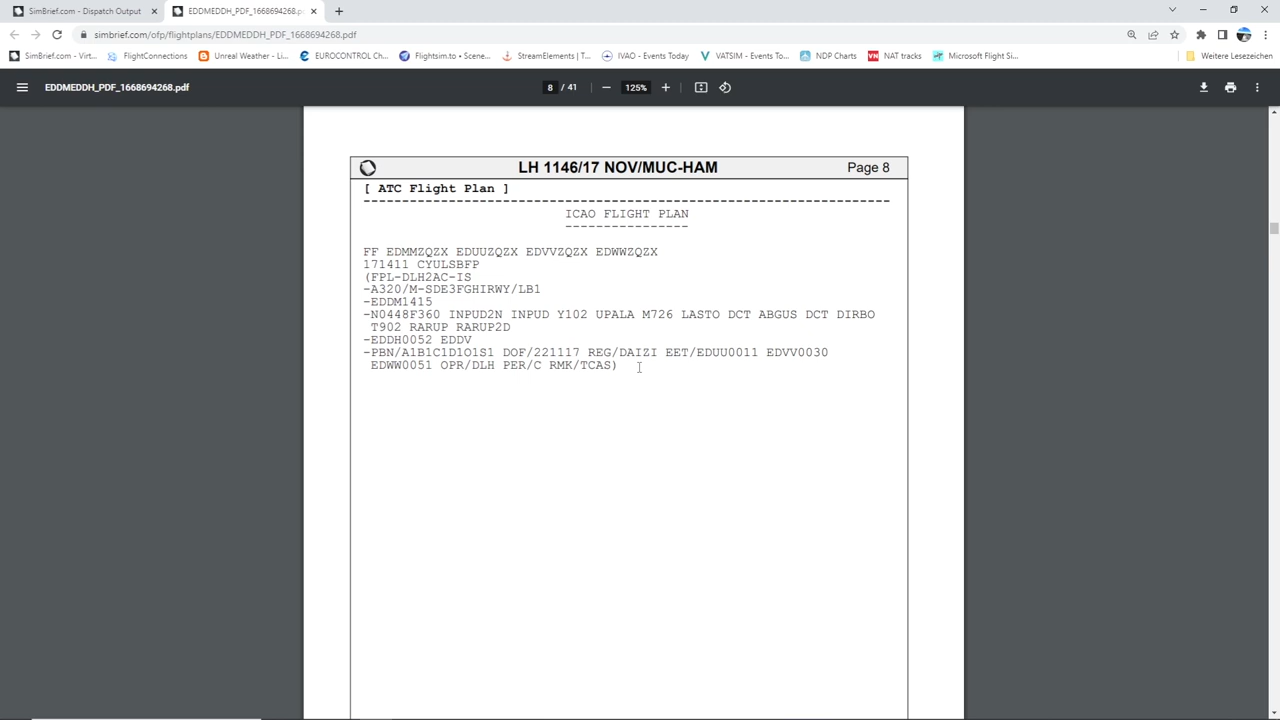 SimBrief.com - Dispatch Output
EDDMEDDH_PDF_1668694268.p
simbrief.com/ofp/flightplans/EDDMEDDH_PDF_1668694268.pdf
SimBrief.com - Virt...
FlightConnections
Unreal Weather - Li...
EUROCONTROL Ch...
Flightsim.to • Scene...
StreamElements | To...
IVAO - Events Today
VATSIM - Events To...
NDP Charts
VN NAT tracks
Microsoft Flight Si...
Weitere Lesezeichen
EDDMEDDH_PDF_1668694268.pdf
8 / 41
125%
LH 1146/17 NOV/MUC-HAM
Page 8
[ ATC Flight Plan ]
--------------------------------------------------------------------
ICAO FLIGHT PLAN
----------------
FF EDMMZQZX EDUUZQZX EDVVZQZX EDWWZQZX
171411 CYULSBFP
(FPL-DLH2AC-IS
-A320/M-SDE3FGHIRWY/LB1
-EDDM1415
-N0448F360 INPUD2N INPUD Y102 UPALA M726 LASTO DCT ABGUS DCT DIRBO
T902 RARUP RARUP2D
-EDDH0052 EDDV
-PBN/A1B1C1D1O1S1 DOF/221117 REG/DAIZI EET/EDUU0011 EDVV0030
EDWW0051 OPR/DLH PER/C RMK/TCAS)